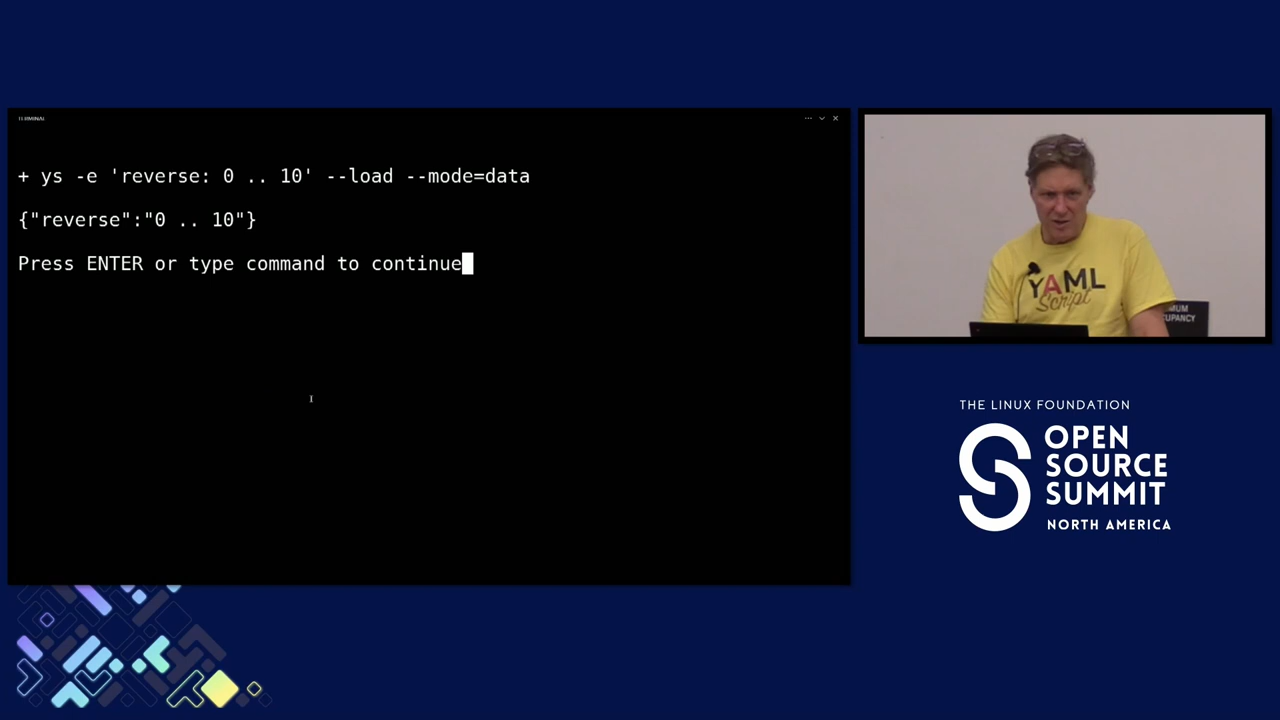 TERMINAL
+ ys -e 'reverse: 0 .. 10' --load --mode=data
{"reverse":"0 .. 10"}
Press ENTER or type command to continue
YAML
Script
UPANCY
THE LINUX FOUNDATION
OPEN
SOURCE
SUMMIT
NORTH AMERICA